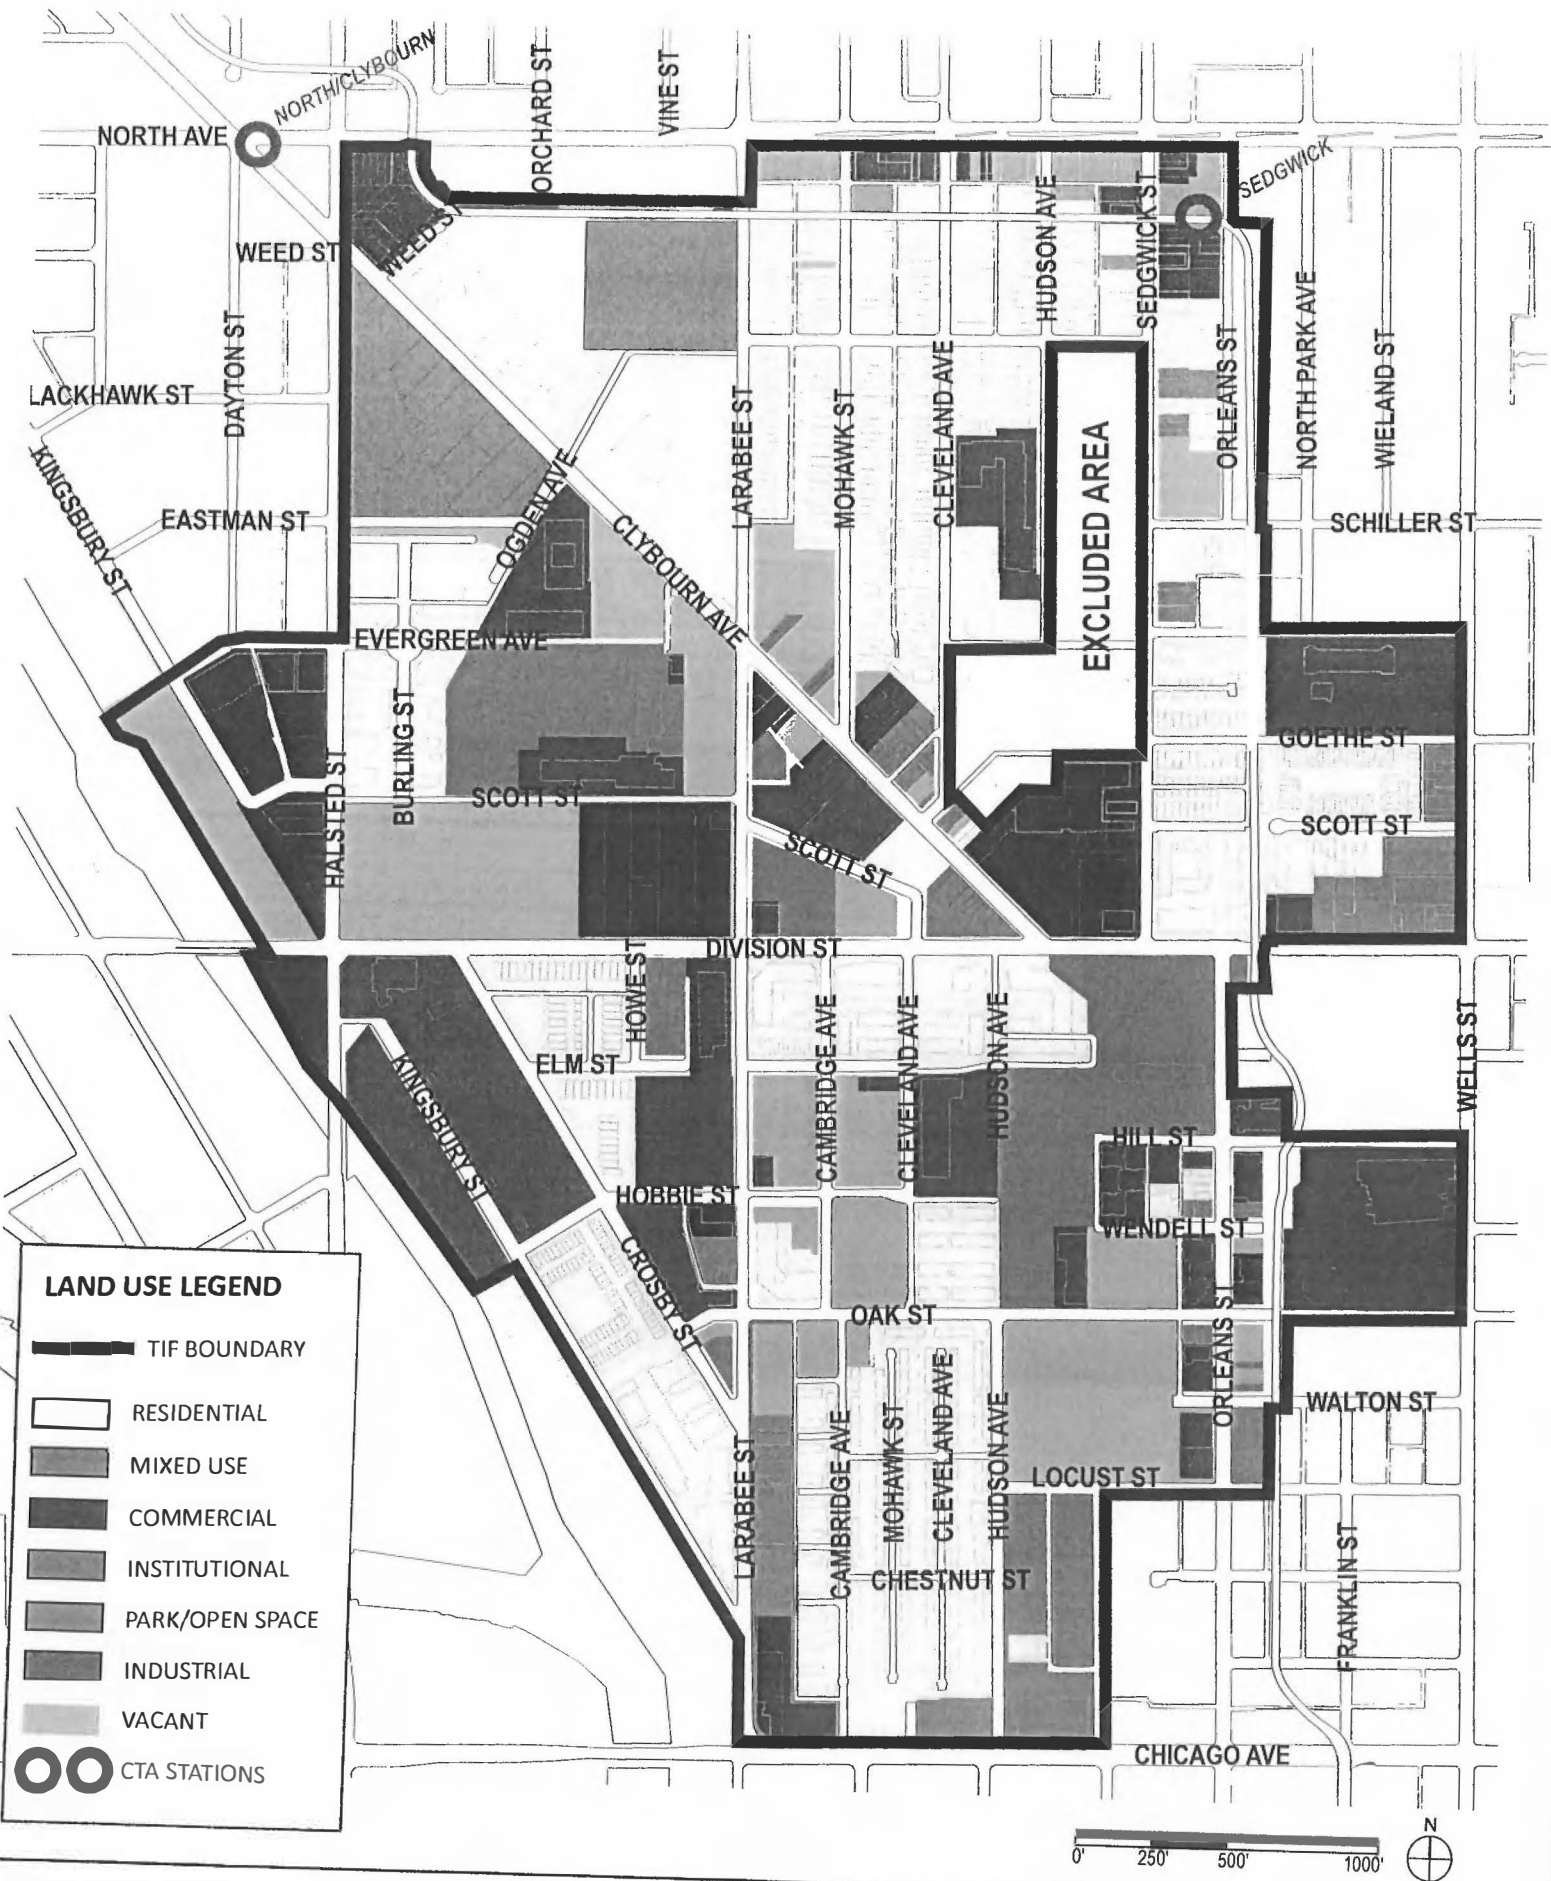 NORTH/CLYBOURN
ORCHARD ST
VINE ST
NORTH AVE
SEDGWICK
WEED ST
WEED ST
HUDSON AVE
SEDGWICK ST
NORTH PARK AVE
DAYTON ST
ORLEANS ST
WIELAND ST
LACKHAWK ST
LARABEE ST
MOHAWK ST
CLEVELAND AVE
EXCLUDED AREA
KINGSBURY ST
OGDEN AVE
EASTMAN ST
CLYBOURN AVE
SCHILLER ST
EVERGREEN AVE
BURLING ST
HALSTED ST
GOETHE ST
SCOTT ST
SCOTT ST
SCOTT ST
DIVISION ST
HOWE ST
CAMBRIDGE AVE
CLEVELAND AVE
HUDSON AVE
WELLS ST
ELM ST
KINGSBURY ST
HILL ST
HOBBIE ST
WENDELL ST
CROSBY ST
OAK ST
ORLEANS ST
WALTON ST
LARABEE ST
CAMBRIDGE AVE
MOHAWK ST
CLEVELAND AVE
HUDSON AVE
LOCUST ST
CHESTNUT ST
FRANKLIN ST
CHICAGO AVE
LAND USE LEGEND
TIF BOUNDARY
RESIDENTIAL
MIXED USE
COMMERCIAL
INSTITUTIONAL
PARK/OPEN SPACE
INDUSTRIAL
VACANT
CTA STATIONS
N
0' 250' 500' 1000'